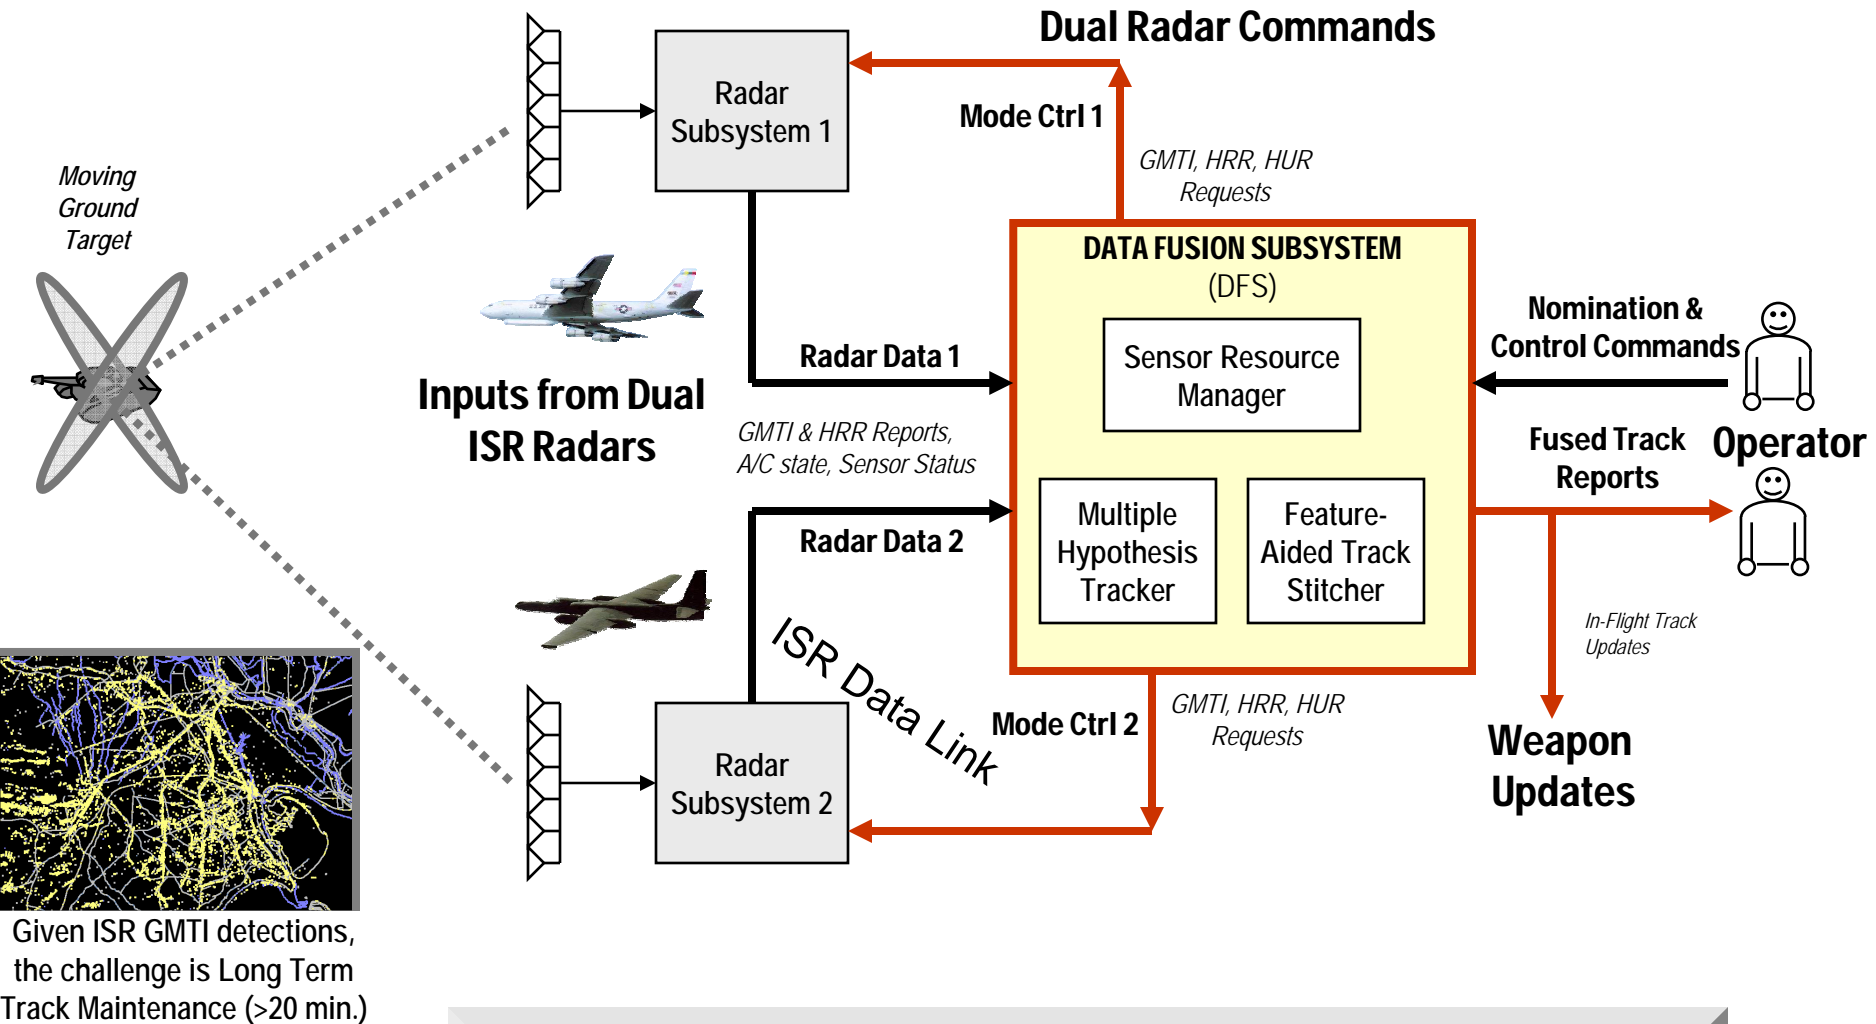 Dual Radar Commands
Radar
Subsystem 1
Mode Ctrl 1
GMTI, HRR, HUR
Requests
Moving
Ground
Target
DATA FUSION SUBSYSTEM
(DFS)
Sensor Resource
Manager
Nomination &
Control Commands
Radar Data 1
Inputs from Dual
ISR Radars
GMTI & HRR Reports,
A/C state, Sensor Status
Operator
Fused Track
Reports
Radar Data 2
Multiple
Hypothesis
Tracker
Feature-
Aided Track
Stitcher
In-Flight Track
Updates
ISR Data Link
Mode Ctrl 2
GMTI, HRR, HUR
Requests
Weapon
Updates
Radar
Subsystem 2
Given ISR GMTI detections,
the challenge is Long Term
Track Maintenance (>20 min.)